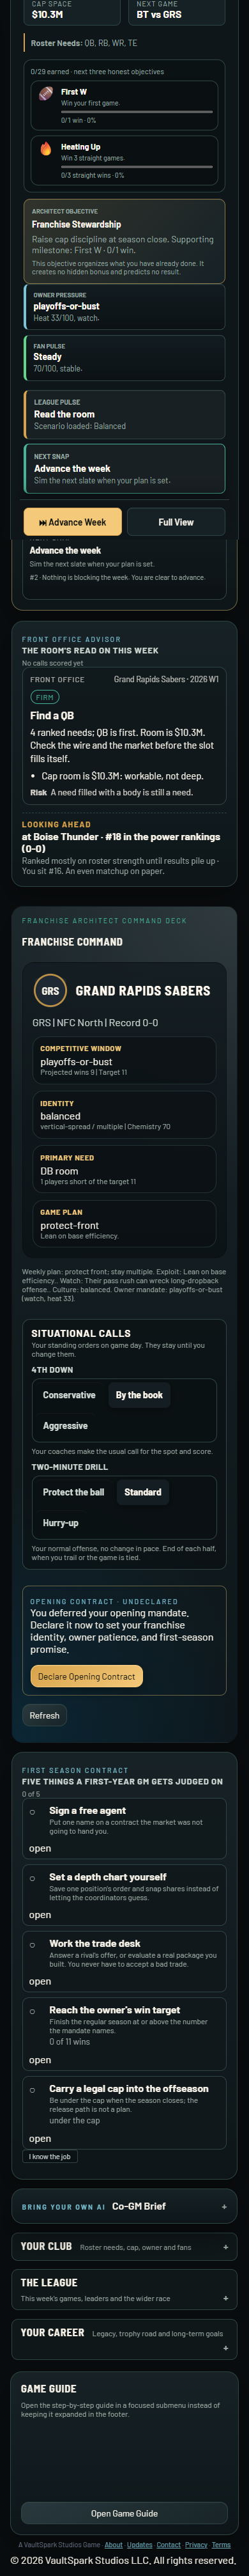 CAP SPACE
$10.3M
NEXT GAME
BT vs GRS
Roster Needs: QB, RB, WR, TE
0/29 earned · next three honest objectives
First W
Win your first game.
0/1 win · 0%
Heating Up
Win 3 straight games.
0/3 straight wins · 0%
ARCHITECT OBJECTIVE
Franchise Stewardship
Raise cap discipline at season close. Supporting
milestone: First W · 0/1 win.
This objective organizes what you have already done. It
creates no hidden bonus and predicts no result.
OWNER PRESSURE
playoffs-or-bust
Heat 33/100, watch.
FAN PULSE
Steady
70/100, stable.
LEAGUE PULSE
Read the room
Scenario loaded: Balanced
NEXT SNAP
Advance the week
Sim the next slate when your plan is set.
⏭ Advance Week
Full View
Advance the week
Sim the next slate when your plan is set.
#2 · Nothing is blocking the week. You are clear to advance.
FRONT OFFICE ADVISOR
THE ROOM'S READ ON THIS WEEK
No calls scored yet
FRONT OFFICE
Grand Rapids Sabers · 2026 W1
FIRM
Find a QB
4 ranked needs; QB is first. Room is $10.3M.
Check the wire and the market before the slot
fills itself.
• Cap room is $10.3M: workable, not deep.
Risk A need filled with a body is still a need.
LOOKING AHEAD
at Boise Thunder · #18 in the power rankings
(0-0)
Ranked mostly on roster strength until results pile up ·
You sit #16. An even matchup on paper.
FRANCHISE ARCHITECT COMMAND DECK
FRANCHISE COMMAND
GRS
GRAND RAPIDS SABERS
GRS | NFC North | Record 0-0
COMPETITIVE WINDOW
playoffs-or-bust
Projected wins 9 | Target 11
IDENTITY
balanced
vertical-spread / multiple | Chemistry 70
PRIMARY NEED
DB room
1 players short of the target 11
GAME PLAN
protect-front
Lean on base efficiency.
Weekly plan: protect front; stay multiple. Exploit: Lean on base
efficiency.. Watch: Their pass rush can wreck long-dropback
offense.. Culture: balanced. Owner mandate: playoffs-or-bust
(watch, heat 33).
SITUATIONAL CALLS
Your standing orders on game day. They stay until you
change them.
4TH DOWN
Conservative
By the book
Aggressive
Your coaches make the usual call for the spot and score.
TWO-MINUTE DRILL
Protect the ball
Standard
Hurry-up
Your normal offense, no change in pace. End of each half,
when you trail or the game is tied.
OPENING CONTRACT · UNDECLARED
You deferred your opening mandate.
Declare it now to set your franchise
identity, owner patience, and first-season
promise.
Declare Opening Contract
Refresh
FIRST SEASON CONTRACT
FIVE THINGS A FIRST-YEAR GM GETS JUDGED ON
0 of 5
Sign a free agent
Put one name on a contract the market was not
going to hand you.
open
Set a depth chart yourself
Save one position's order and snap shares instead of
letting the coordinators guess.
open
Work the trade desk
Answer a rival's offer, or evaluate a real package you
built. You never have to accept a bad trade.
open
Reach the owner's win target
Finish the regular season at or above the number
the mandate names.
0 of 11 wins
open
Carry a legal cap into the offseason
Be under the cap when the season closes; the
release path is not a plan.
under the cap
open
I know the job
BRING YOUR OWN AI Co-GM Brief +
YOUR CLUB Roster needs, cap, owner and fans +
THE LEAGUE
This week's games, leaders and the wider race +
YOUR CAREER Legacy, trophy road and long-term goals
+
GAME GUIDE
Open the step-by-step guide in a focused submenu instead of
keeping it expanded in the footer.
Open Game Guide
A VaultSpark Studios Game · About · Updates · Contact · Privacy · Terms
© 2026 VaultSpark Studios LLC. All rights reserved.